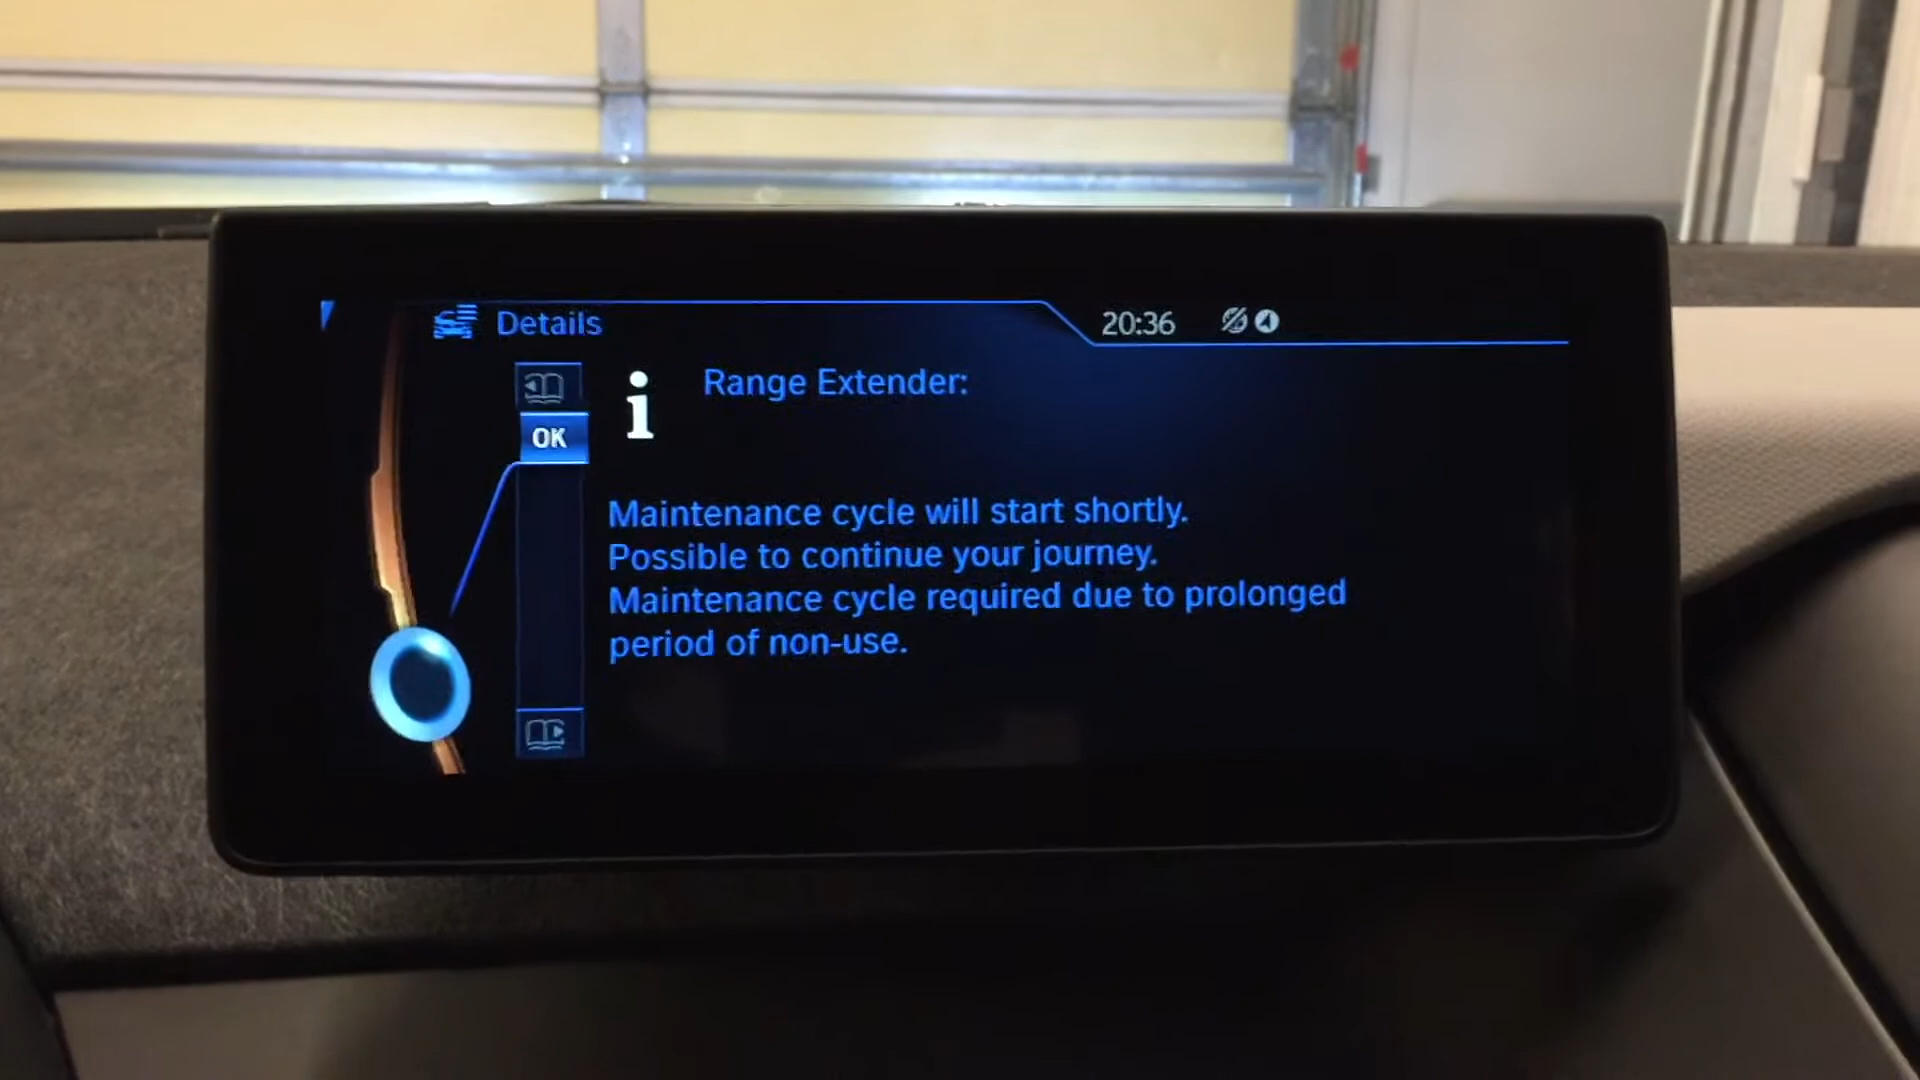 Details
20:36
Range Extender:
OK
Maintenance cycle will start shortly.
Possible to continue your journey.
Maintenance cycle required due to prolonged
period of non-use.